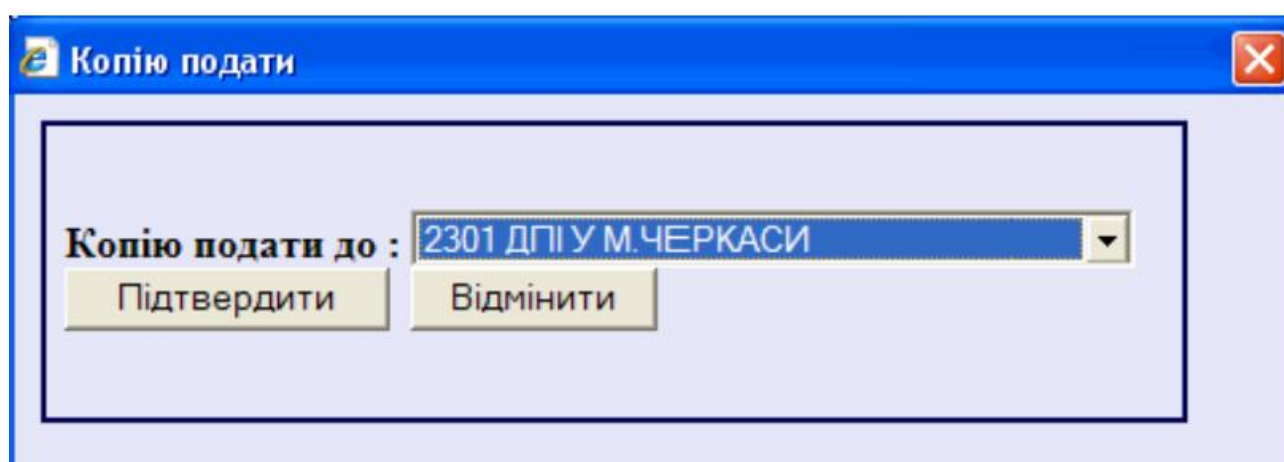 Копію подати
Копію подати до : 2301 ДПІ У М.ЧЕРКАСИ
Підтвердити Відмінити